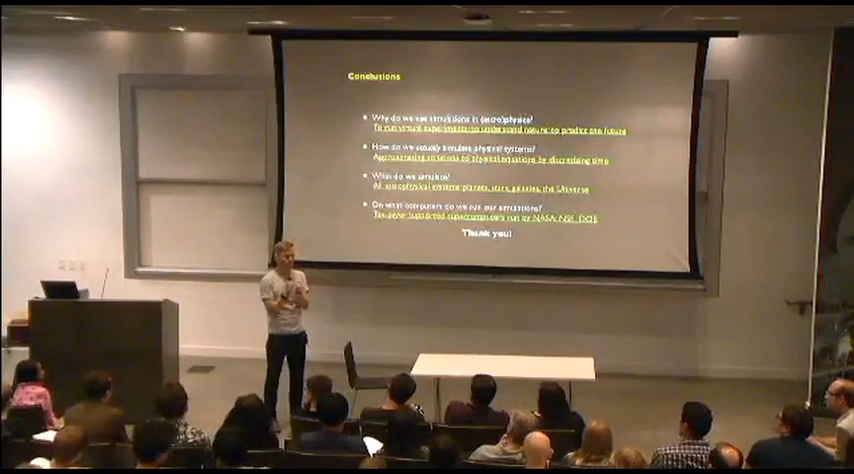 Conclusions
• Why do we use simulations in (astro)physics?
To run virtual experiments to understand nature or predict the future
• How do we actually simulate physical systems?
Approximating solutions to physical equations by discretising time
• What do we simulate?
All astrophysical systems: planets, stars, galaxies, the Universe
• On what computers do we run our simulations?
Tax-payer supported supercomputers run by NASA, NSF, DOE
Thank you!